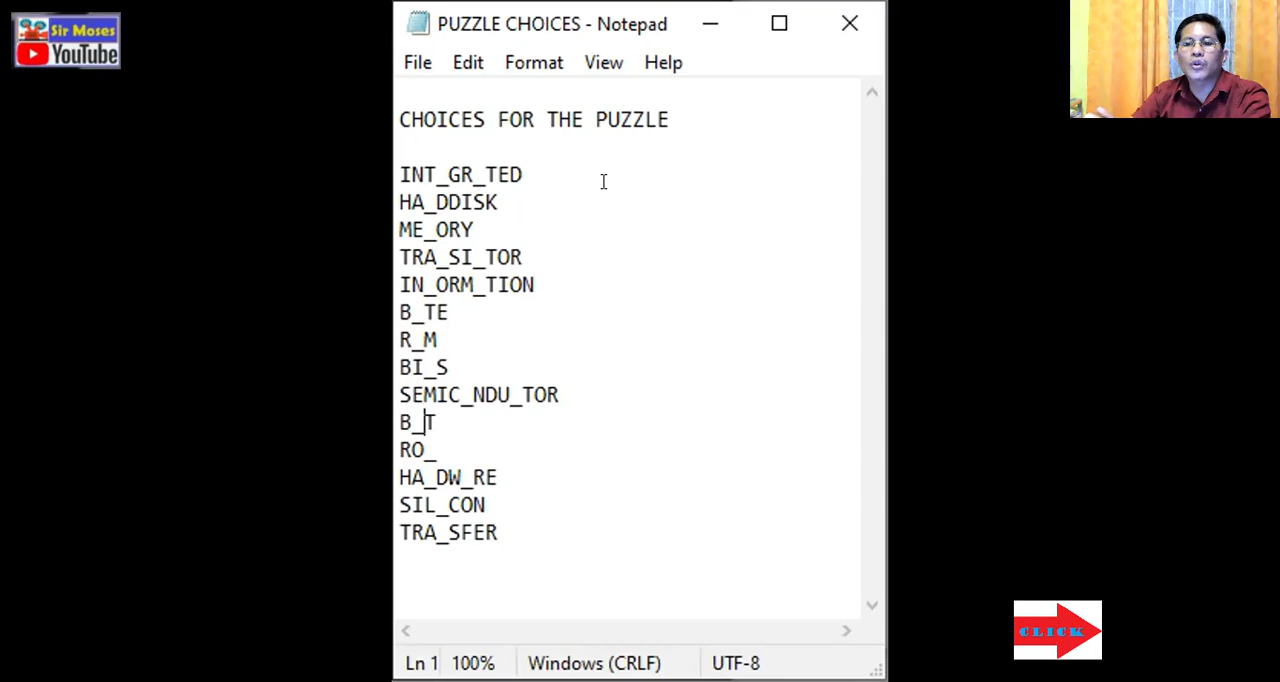 Sir Moses
YouTube
PUZZLE CHOICES - Notepad
File Edit Format View Help
CHOICES FOR THE PUZZLE
INT_GR_TED
HA_DDISK
ME_ORY
TRA_SI_TOR
IN_ORM_TION
B_TE
R_M
BI_S
SEMIC_NDU_TOR
B_T
RO_
HA_DW_RE
SIL_CON
TRA_SFER
CLICK
Ln 1 100% Windows (CRLF) UTF-8